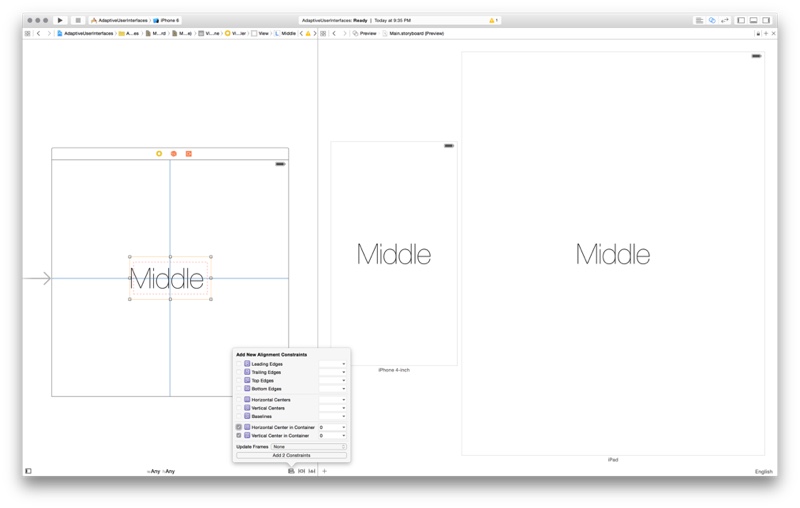 AdaptiveUserInterfaces iPhone 6 AdaptiveUserInterfaces: Ready | Today at 9:35 PM
AdaptiveUserInterfaces A...es M...rd M...e) Vi...ne Vi...ler View L Middle Preview Main.storyboard (Preview)
Middle
Middle
Middle
Add New Alignment Constraints
Leading Edges
Trailing Edges
Top Edges
Bottom Edges
Horizontal Centers
Vertical Centers
Baselines
Horizontal Center in Container 0
Vertical Center in Container 0
Update Frames None
Add 2 Constraints
iPhone 4-inch
iPad
wAny hAny
English